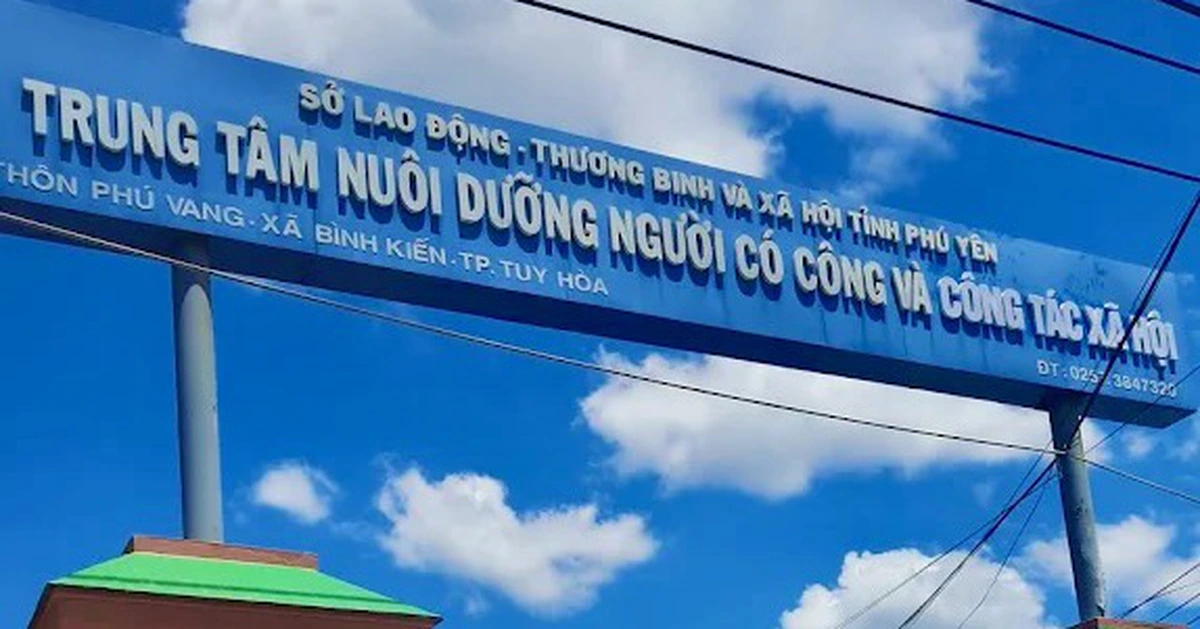 SỞ LAO ĐỘNG - THƯƠNG BINH VÀ XÃ HỘI TỈNH PHÚ YÊN
TRUNG TÂM NUÔI DƯỠNG NGƯỜI CÓ CÔNG VÀ CÔNG TÁC XÃ HỘI
THÔN PHÚ VANG - XÃ BÌNH KIẾN - TP. TUY HÒA
ĐT : 0257.3847320